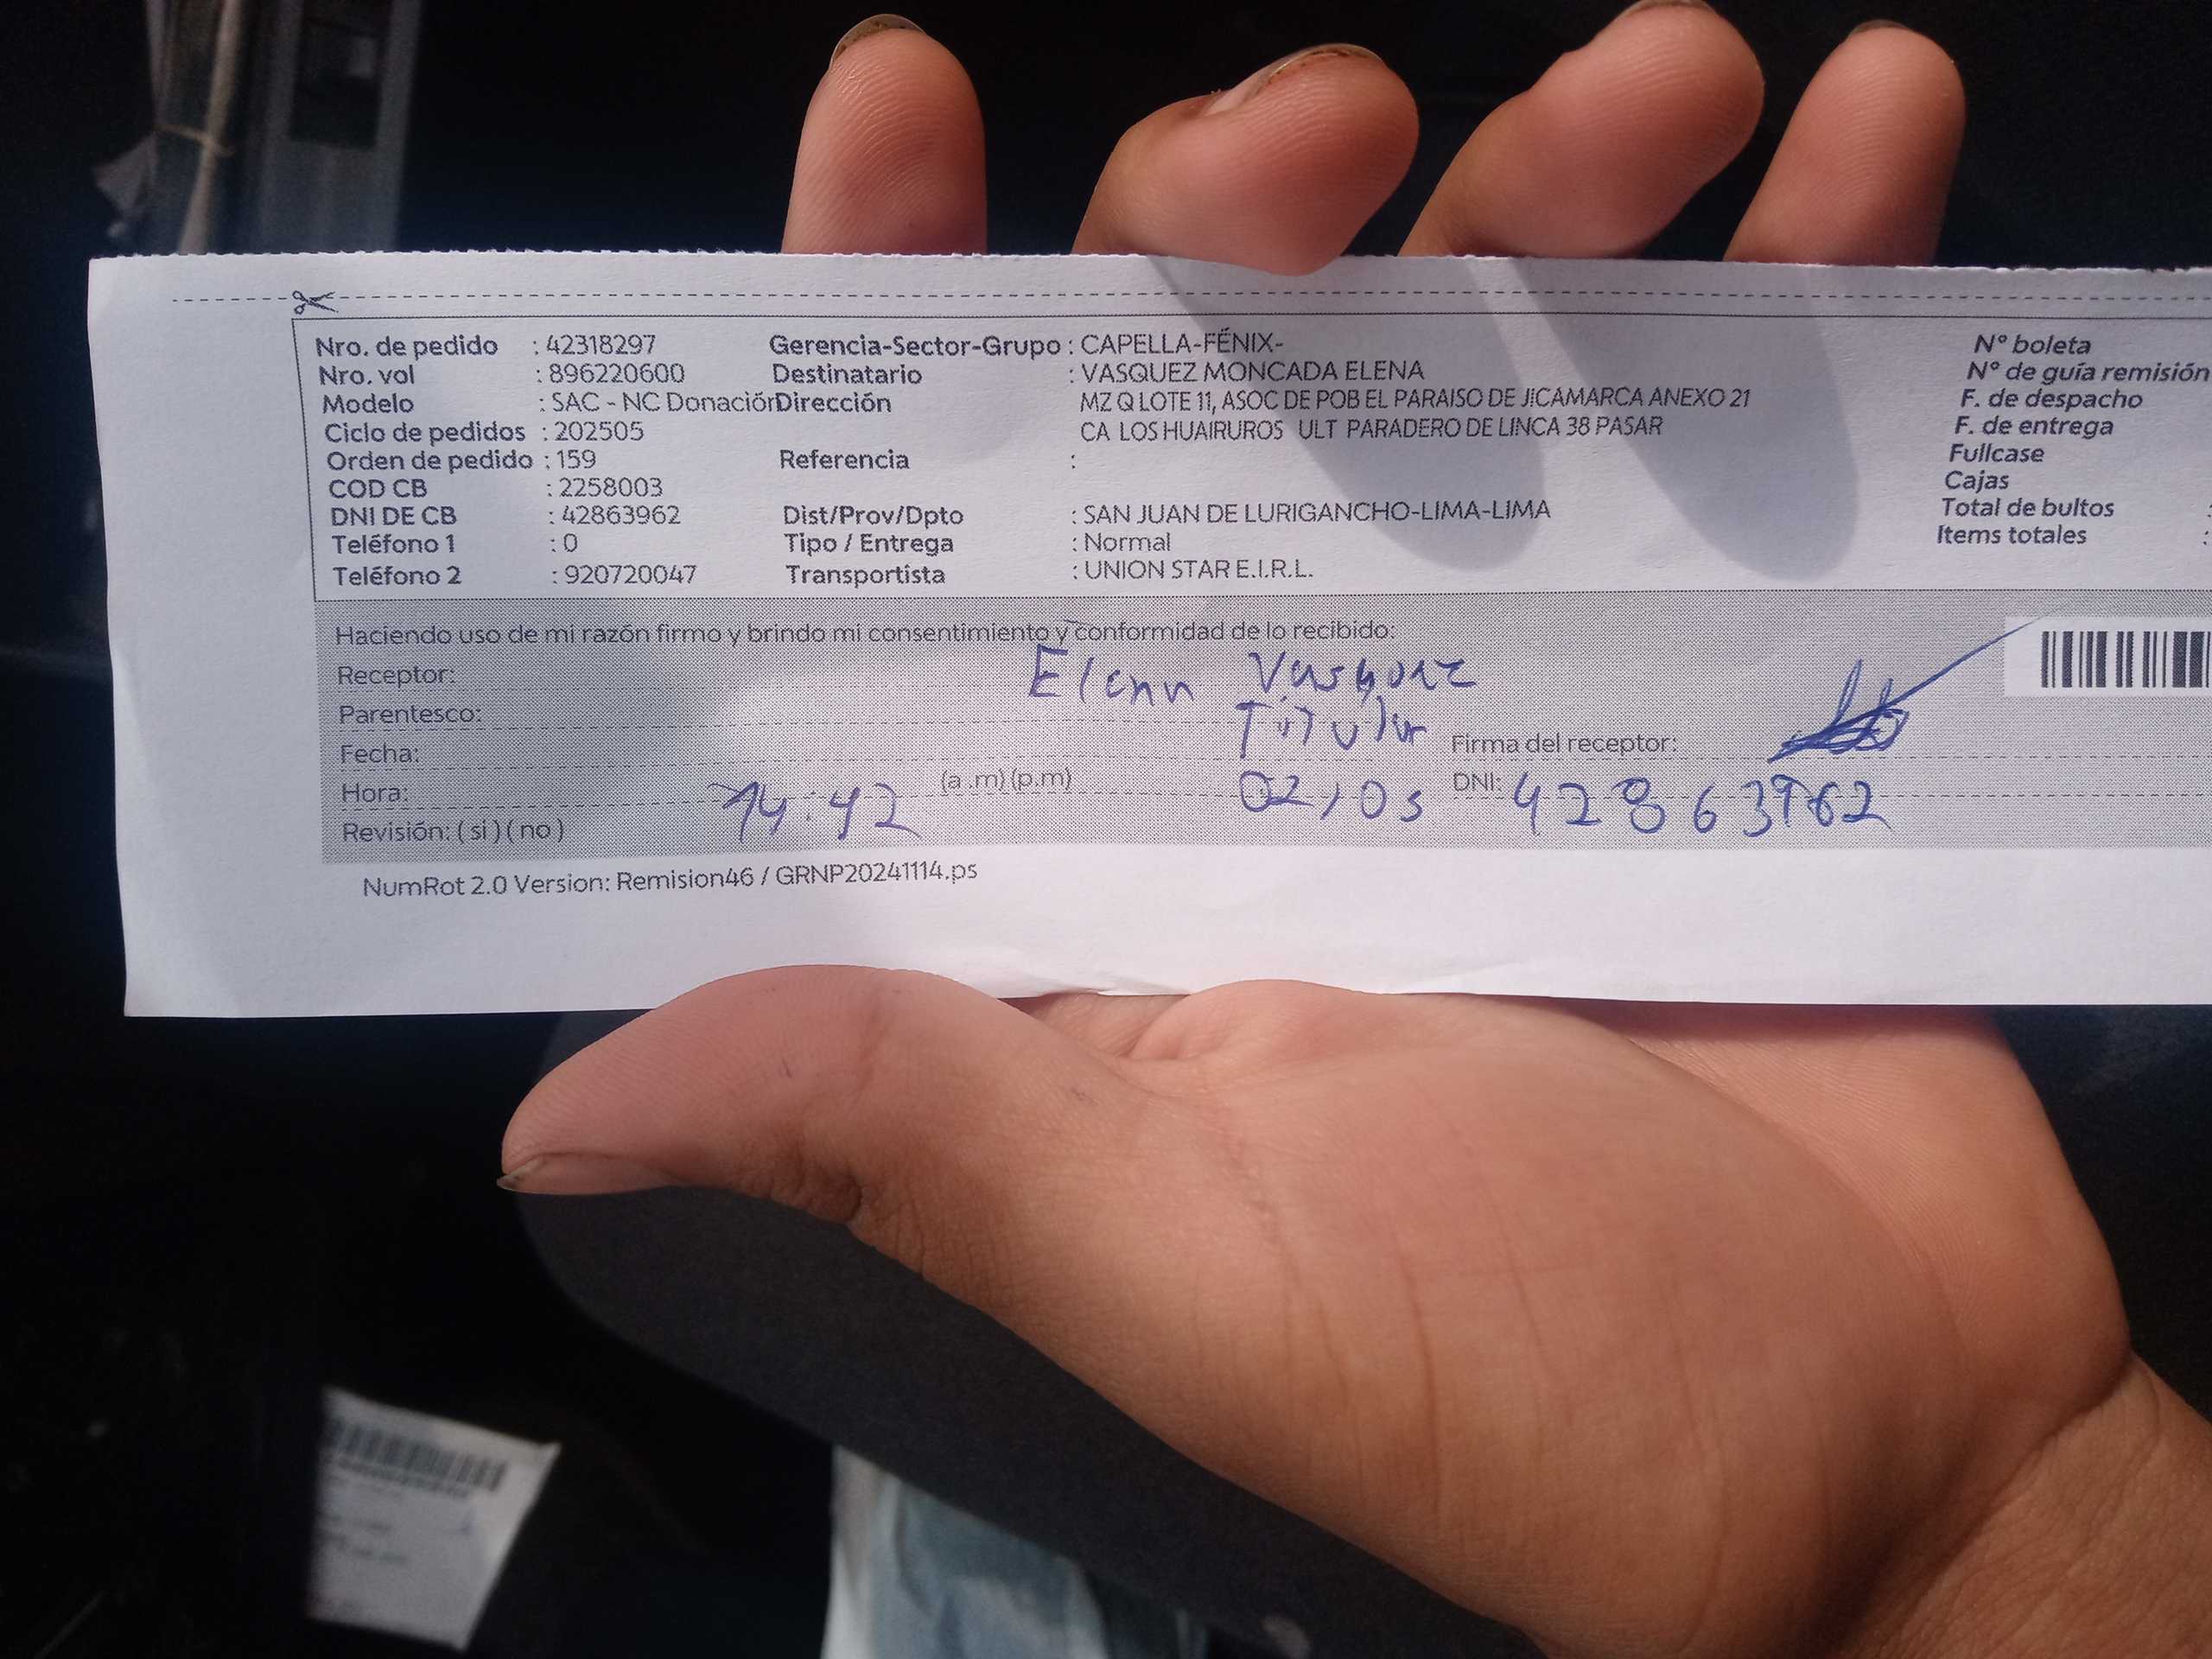 Nro. de pedido : 42318297 Gerencia-Sector-Grupo : CAPELLA-FÉNIX- N° boleta
Nro. vol : 896220600 Destinatario : VASQUEZ MONCADA ELENA N° de guía remisión
Modelo : SAC - NC Donación Dirección MZ Q LOTE 11, ASOC DE POB EL PARAISO DE JICAMARCA ANEXO 21 F. de despacho
Ciclo de pedidos : 202505 CA LOS HUAIRUROS ULT PARADERO DE LINCA 38 PASAR F. de entrega
Orden de pedido : 159 Referencia : Fullcase
COD CB : 2258003 Cajas
DNI DE CB : 42863962 Dist/Prov/Dpto : SAN JUAN DE LURIGANCHO-LIMA-LIMA Total de bultos :
Teléfono 1 : 0 Tipo / Entrega : Normal Items totales :
Teléfono 2 : 920720047 Transportista : UNION STAR E.I.R.L.
Haciendo uso de mi razón firmo y brindo mi consentimiento y conformidad de lo recibido:
Receptor: Elena Vasquez
Parentesco: Titular
Fecha: Firma del receptor:
Hora: 14:42 (a .m) (p.m) 02/05 DNI: 42863962
Revisión: ( si ) ( no )
NumRot 2.0 Version: Remision46 / GRNP20241114.ps